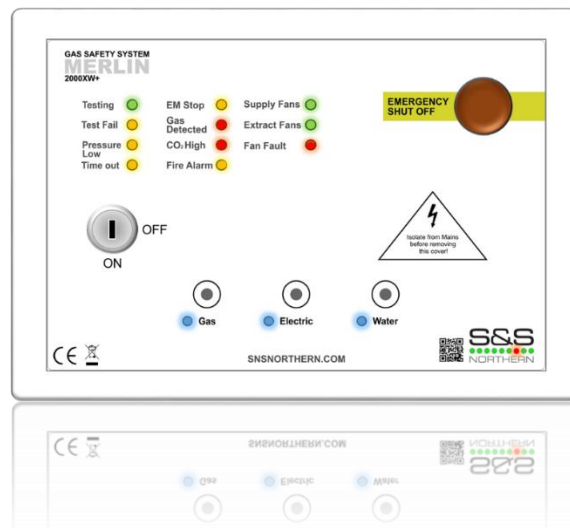 GAS SAFETY SYSTEM
MERLIN
2000XW+
Testing
Test Fail
Pressure
Low
Time out
EM Stop
Gas
Detected
CO₂ High
Fire Alarm
Supply Fans
Extract Fans
Fan Fault
EMERGENCY
SHUT OFF
OFF
ON
Isolate from Mains
before removing
this cover!
Gas
Electric
Water
CE
SNSNORTHERN.COM
S&S
NORTHERN